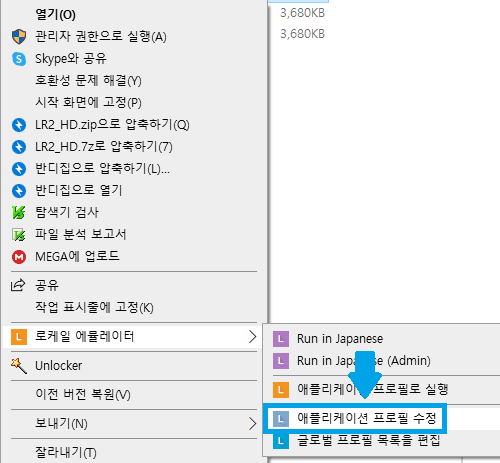 열기(O)
3,680KB
관리자 권한으로 실행(A)
3,680KB
Skype와 공유
호환성 문제 해결(Y)
시작 화면에 고정(P)
LR2_HD.zip으로 압축하기(Q)
LR2_HD.7z로 압축하기(7)
반디집으로 압축하기(L)...
반디집으로 열기
탐색기 검사
파일 분석 보고서
MEGA에 업로드
공유
작업 표시줄에 고정(K)
로케일 에뮬레이터
Run in Japanese
Unlocker
Run in Japanese (Admin)
이전 버전 복원(V)
애플리케이션 프로필로 실행
보내기(N)
애플리케이션 프로필 수정
글로벌 프로필 목록을 편집
잘라내기(T)